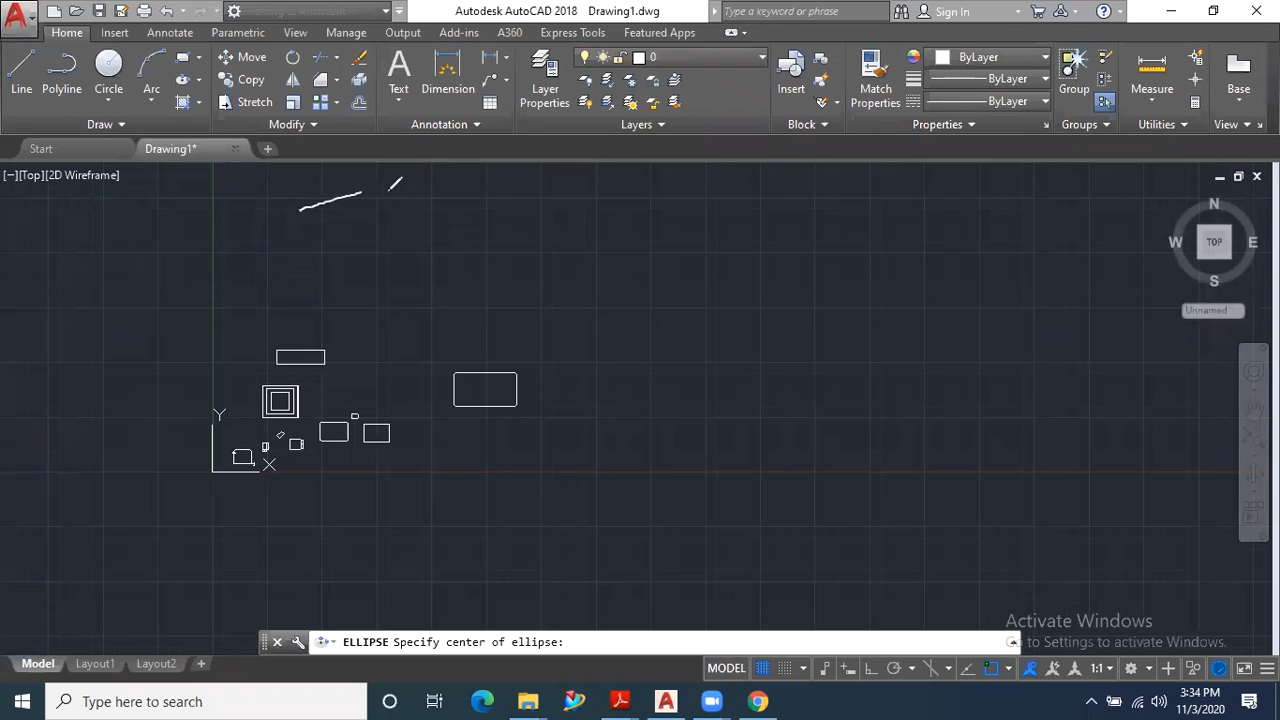 A Drafting & Annotation Autodesk AutoCAD 2018 Drawing1.dwg Type a keyword or phrase Sign In
Home Insert Annotate Parametric View Manage Output Add-ins A360 Express Tools Featured Apps
Line Polyline Circle Arc
Move
Copy
Stretch
Text Dimension
Layer
Properties
0
Insert
Match
Properties
ByLayer
ByLayer
ByLayer
Group Measure Base
Draw Modify Annotation Layers Block Properties Groups Utilities View
Start Drawing1*
[−][Top][2D Wireframe]
N
W TOP E
S
Unnamed
Y
X
Activate Windows
Go to Settings to activate Windows.
ELLIPSE Specify center of ellipse:
Model Layout1 Layout2 MODEL 1:1
Type here to search
3:34 PM
11/3/2020